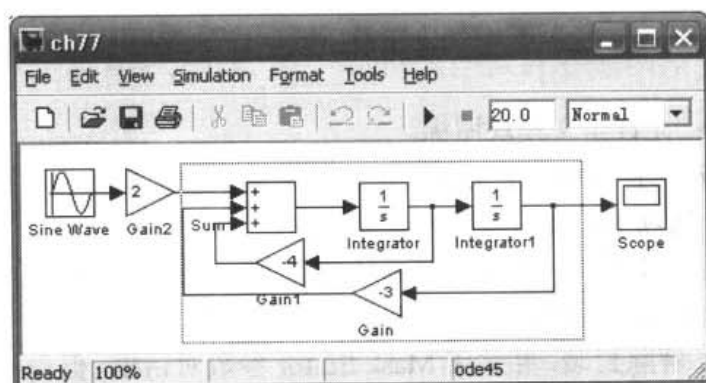 ch77
File Edit View Simulation Format Tools Help
20.0 Normal
2
+
+
+
1
s
1
s
Sine Wave Gain2 Sum Integrator Integrator1 Scope
-4
Gain1
-3
Gain
Ready 100% ode45